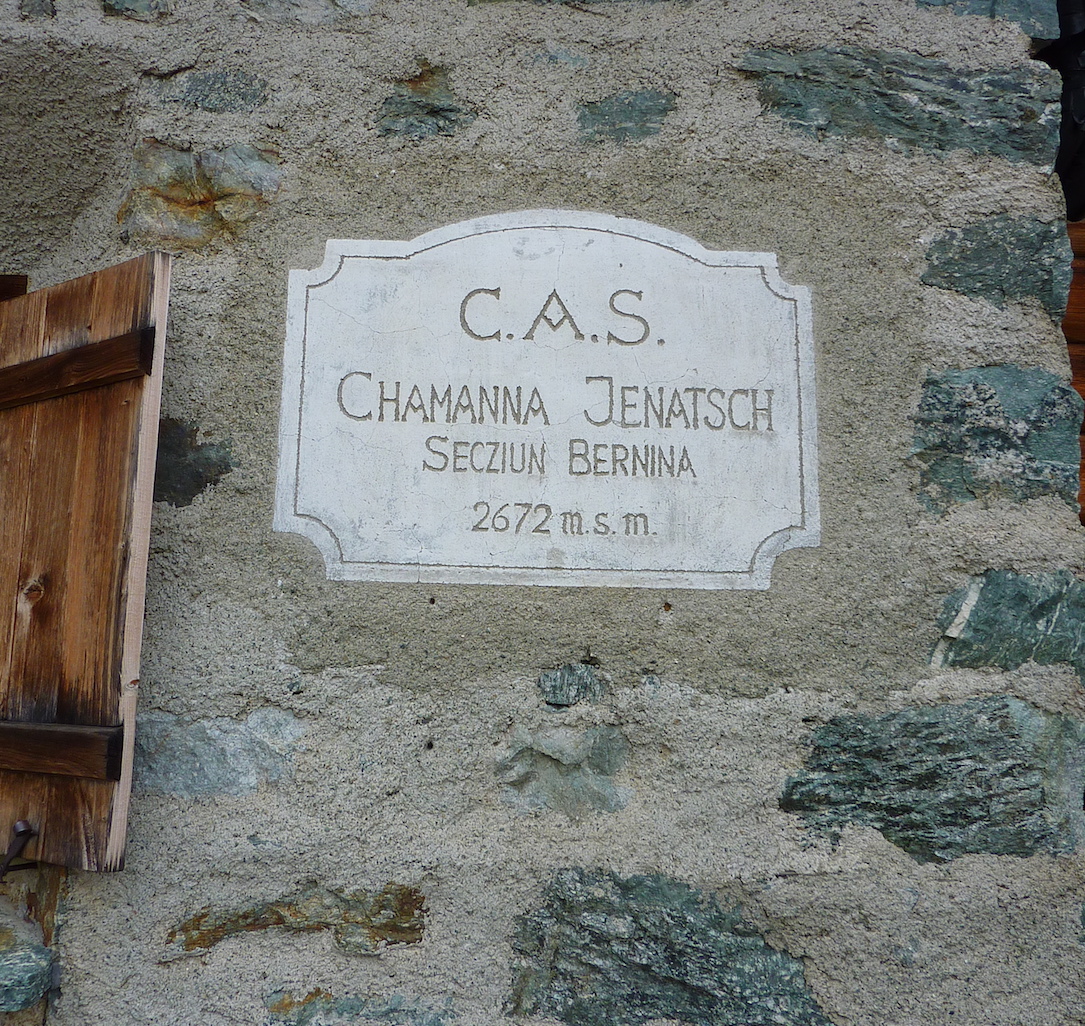 C.A.S.
CHAMANNA JENATSCH
SECZIUN BERNINA
2672 m.s.m.